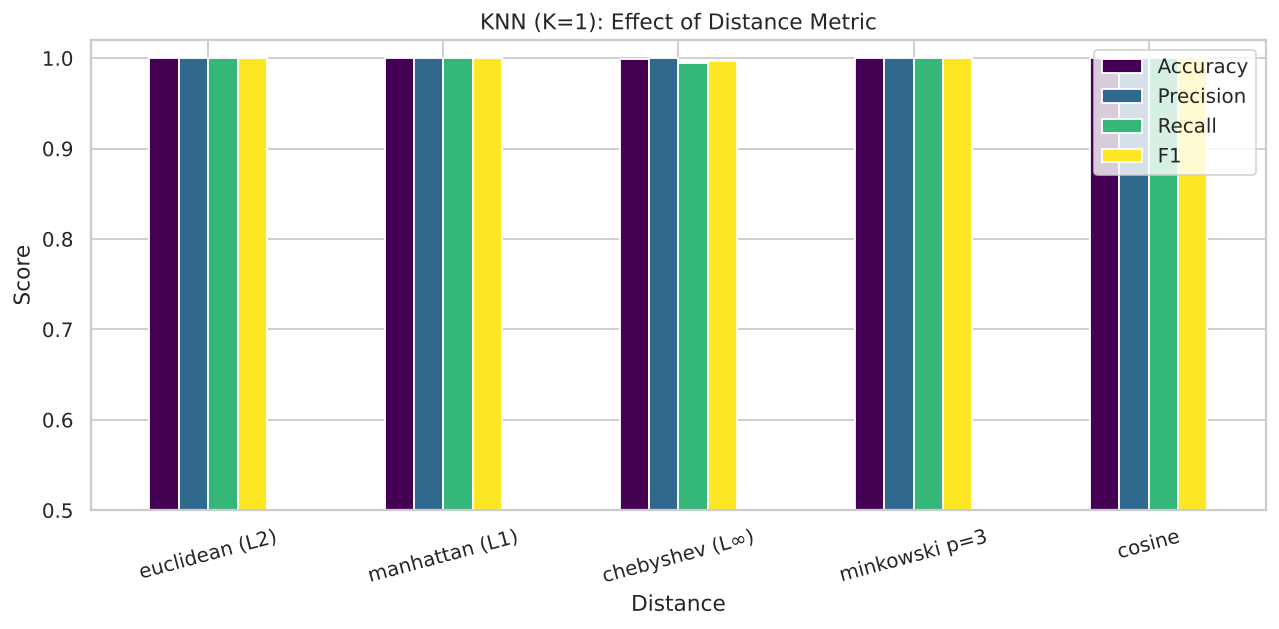 KNN (K=1): Effect of Distance Metric
1.0
0.9
0.8
0.7
0.6
0.5
Score
Accuracy
Precision
Recall
F1
euclidean (L2)
manhattan (L1)
chebyshev (L∞)
minkowski p=3
cosine
Distance